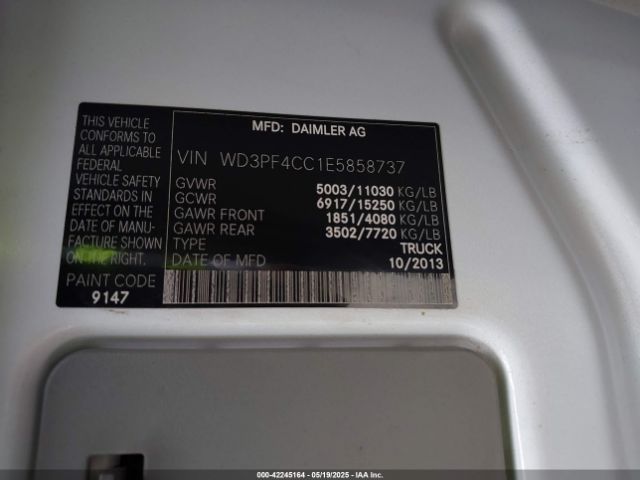 THIS VEHICLE
CONFORMS TO
ALL APPLICABLE
FEDERAL
VEHICLE SAFETY
STANDARDS IN
EFFECT ON THE
DATE OF MANU-
FACTURE SHOWN
ON THE RIGHT.
PAINT CODE
9147
MFD: DAIMLER AG
VIN WD3PF4CC1E5858737
GVWR 5003/11030 KG/LB
GCWR 6917/15250 KG/LB
GAWR FRONT 1851/4080 KG/LB
GAWR REAR 3502/7720 KG/LB
TYPE TRUCK
DATE OF MFD 10/2013
000-42245164 - 05/19/2025 - IAA Inc.